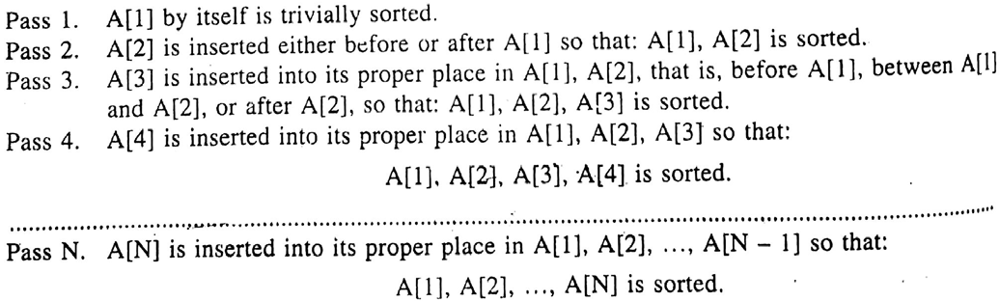 Pass 1. A[1] by itself is trivially sorted.
Pass 2. A[2] is inserted either before or after A[1] so that: A[1], A[2] is sorted.
Pass 3. A[3] is inserted into its proper place in A[1], A[2], that is, before A[1], between A[1]
and A[2], or after A[2], so that: A[1], A[2], A[3] is sorted.
Pass 4. A[4] is inserted into its proper place in A[1], A[2], A[3] so that:
A[1], A[2], A[3], A[4] is sorted.
Pass N. A[N] is inserted into its proper place in A[1], A[2], ..., A[N – 1] so that:
A[1], A[2], ..., A[N] is sorted.